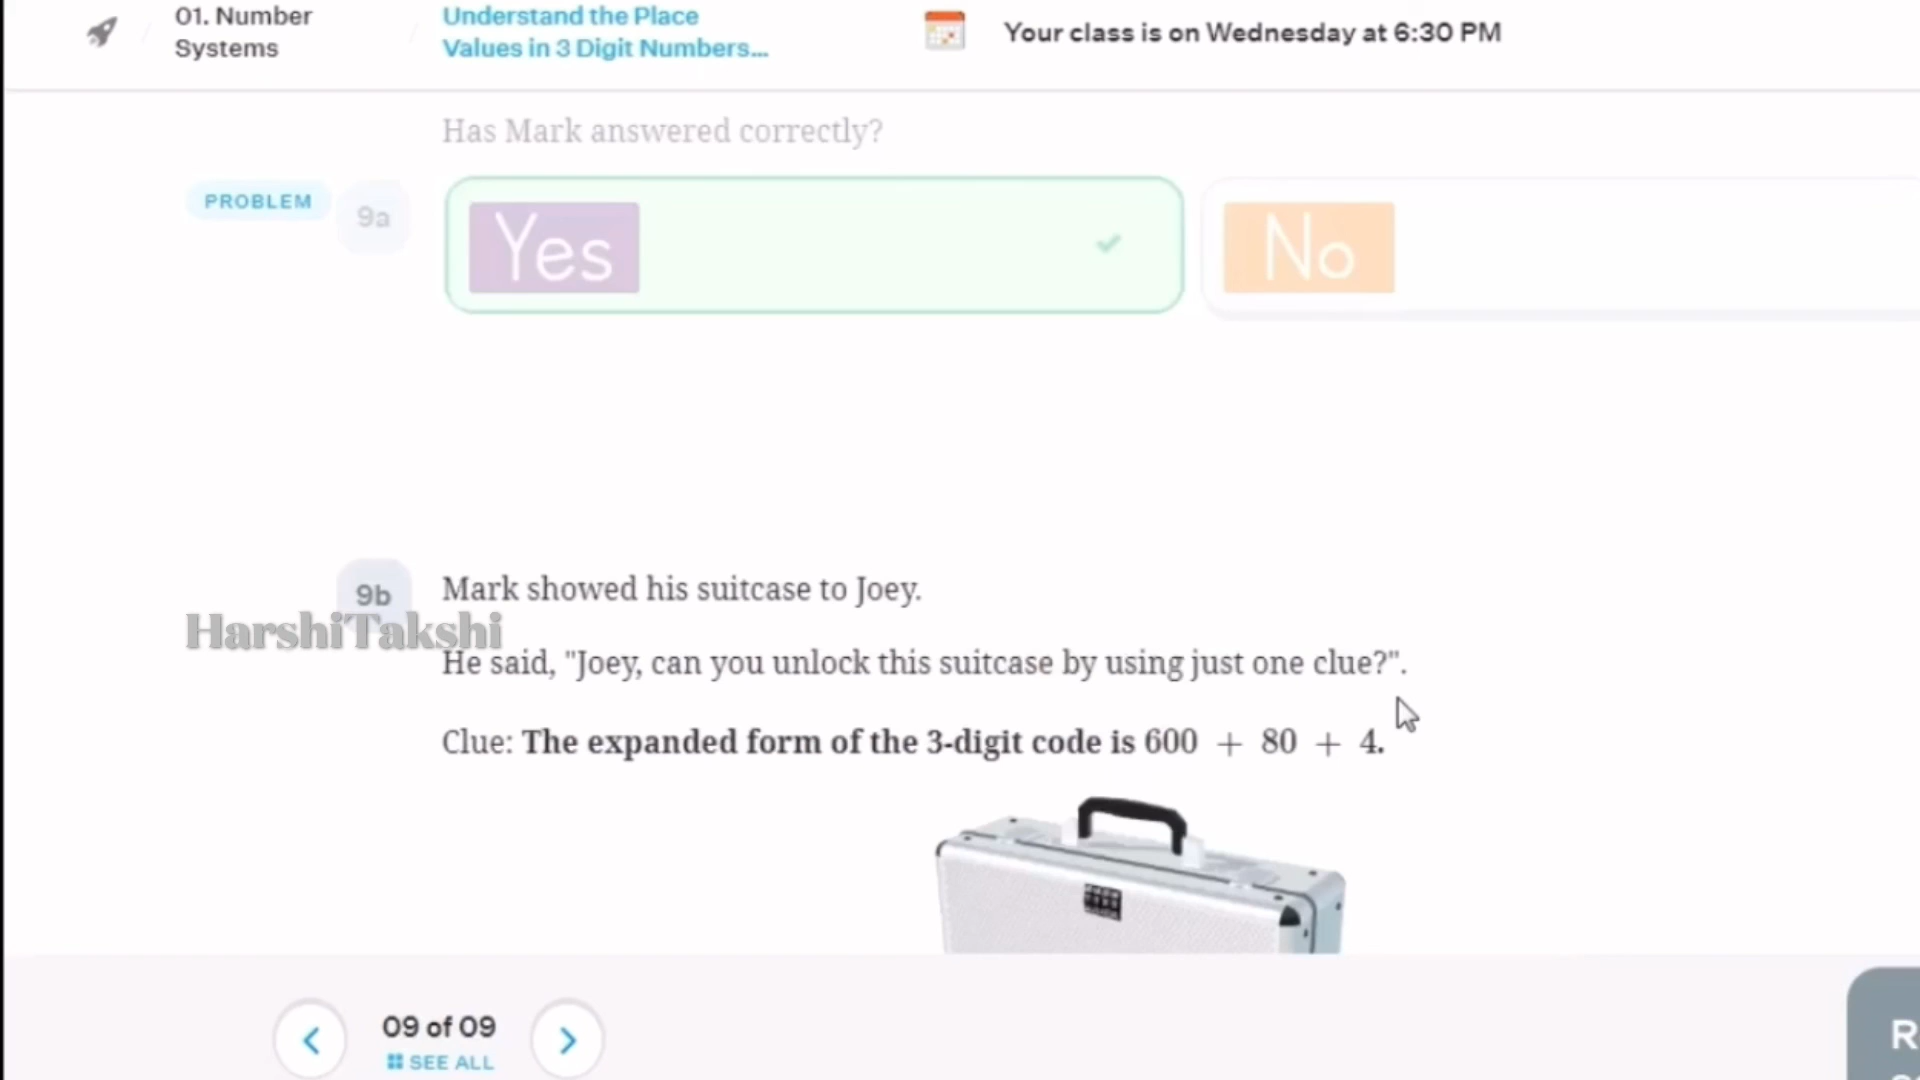 01. Number
Systems
Understand the Place
Values in 3 Digit Numbers...
Your class is on Wednesday at 6:30 PM
Has Mark answered correctly?
PROBLEM
9a
Yes
No
9b
Mark showed his suitcase to Joey.
HarshiTakshi
He said, "Joey, can you unlock this suitcase by using just one clue?".
Clue: The expanded form of the 3-digit code is 600 + 80 + 4.
09 of 09
SEE ALL
R